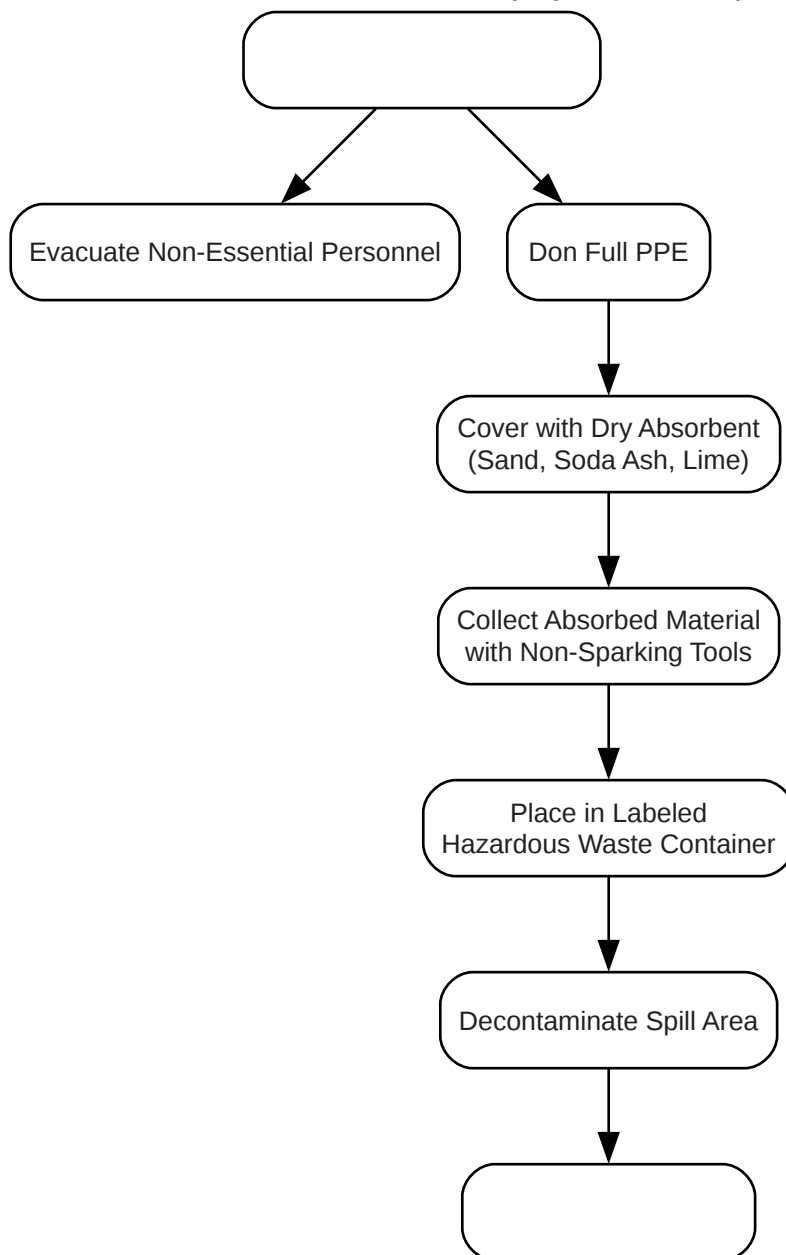 Evacuate Non-Essential Personnel
Don Full PPE
Cover with Dry Absorbent
(Sand, Soda Ash, Lime)
Collect Absorbed Material
with Non-Sparking Tools
Place in Labeled
Hazardous Waste Container
Decontaminate Spill Area